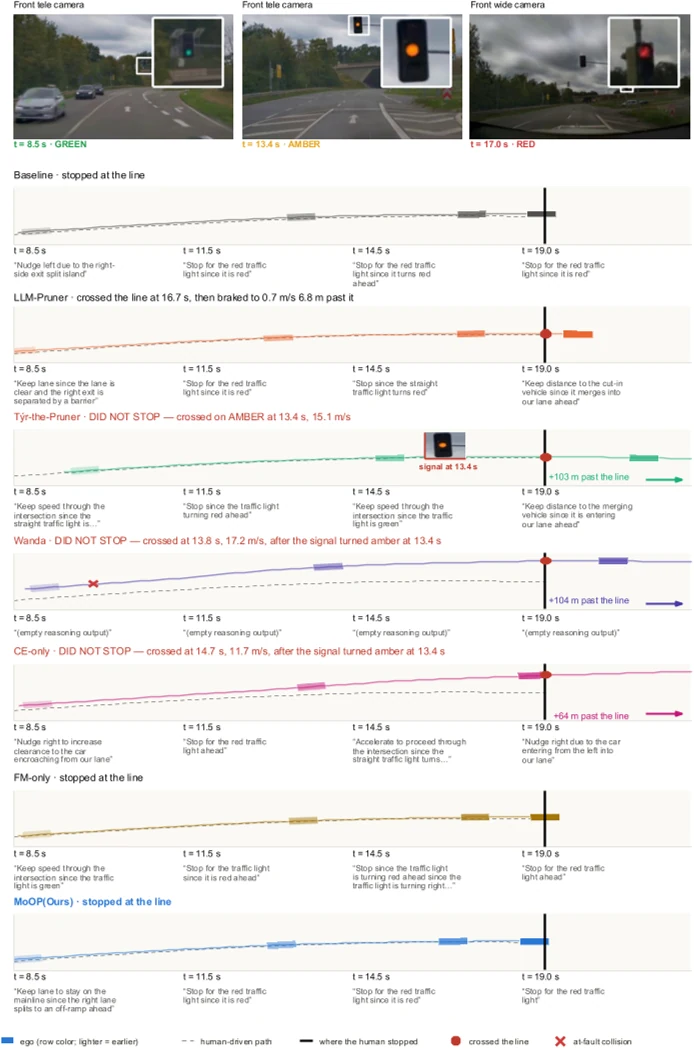 Front tele camera
Front tele camera
Front wide camera
t = 8.5 s · GREEN
t = 13.4 s · AMBER
t = 17.0 s · RED
Baseline · stopped at the line
t = 8.5 s
t = 11.5 s
t = 14.5 s
t = 19.0 s
"Nudge left due to the right-
side exit split island"
"Stop for the red traffic
light since it is red"
"Stop for the red traffic
light since it turns red
ahead"
"Stop for the red traffic
light since it is red"
LLM-Pruner · crossed the line at 16.7 s, then braked to 0.7 m/s 6.8 m past it
t = 8.5 s
t = 11.5 s
t = 14.5 s
t = 19.0 s
"Keep lane since the lane is
clear and the right exit is
separated by a barrier"
"Stop for the red traffic
light since it is red"
"Stop since the straight
traffic light turns red"
"Keep distance to the cut-in
vehicle since it merges into
our lane ahead"
Týr-the-Pruner · DID NOT STOP — crossed on AMBER at 13.4 s, 15.1 m/s
signal at 13.4 s
+103 m past the line
t = 8.5 s
t = 11.5 s
t = 14.5 s
t = 19.0 s
"Keep speed through the
intersection since the
straight traffic light is..."
"Stop since the traffic light
turning red ahead"
"Keep speed through the
intersection since the traffic
light is green"
"Keep distance to the merging
vehicle since it is entering
our lane ahead"
Wanda · DID NOT STOP — crossed at 13.8 s, 17.2 m/s, after the signal turned amber at 13.4 s
+104 m past the line
t = 8.5 s
t = 11.5 s
t = 14.5 s
t = 19.0 s
"(empty reasoning output)"
"(empty reasoning output)"
"(empty reasoning output)"
"(empty reasoning output)"
CE-only · DID NOT STOP — crossed at 14.7 s, 11.7 m/s, after the signal turned amber at 13.4 s
+64 m past the line
t = 8.5 s
t = 11.5 s
t = 14.5 s
t = 19.0 s
"Nudge right to increase
clearance to the car
encroaching from our lane"
"Stop for the red traffic
light ahead"
"Accelerate to proceed through
the intersection since the
straight traffic light turns..."
"Nudge right due to the car
entering from the left into
our lane"
FM-only · stopped at the line
t = 8.5 s
t = 11.5 s
t = 14.5 s
t = 19.0 s
"Keep speed through the
intersection since the traffic
light is green"
"Stop for the traffic light
since it is red ahead"
"Stop since the traffic light
is turning red ahead since the
traffic light is turning right..."
"Stop for the red traffic
light ahead"
MoOP(Ours) · stopped at the line
t = 8.5 s
t = 11.5 s
t = 14.5 s
t = 19.0 s
"Keep lane to stay on the
mainline since the right lane
splits to an off-ramp ahead"
"Stop for the red traffic
light since it is red"
"Stop for the red traffic
light since it is red"
"Stop for the red traffic
light"
ego (row color; lighter = earlier)
human-driven path
where the human stopped
crossed the line
at-fault collision